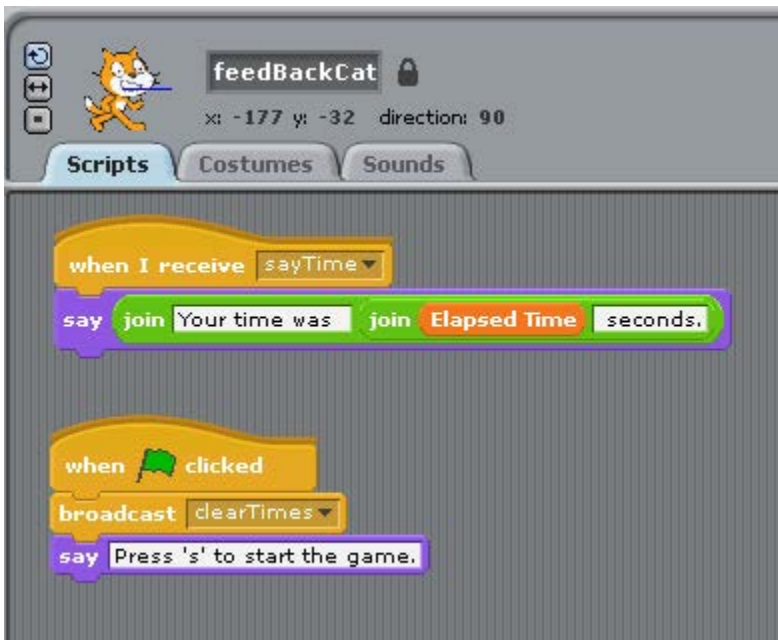 feedBackCat
x: -177 y: -32 direction: 90
Scripts Costumes Sounds
when I receive sayTime
say join Your time was join Elapsed Time seconds.
when clicked
broadcast clearTimes
say Press 's' to start the game.